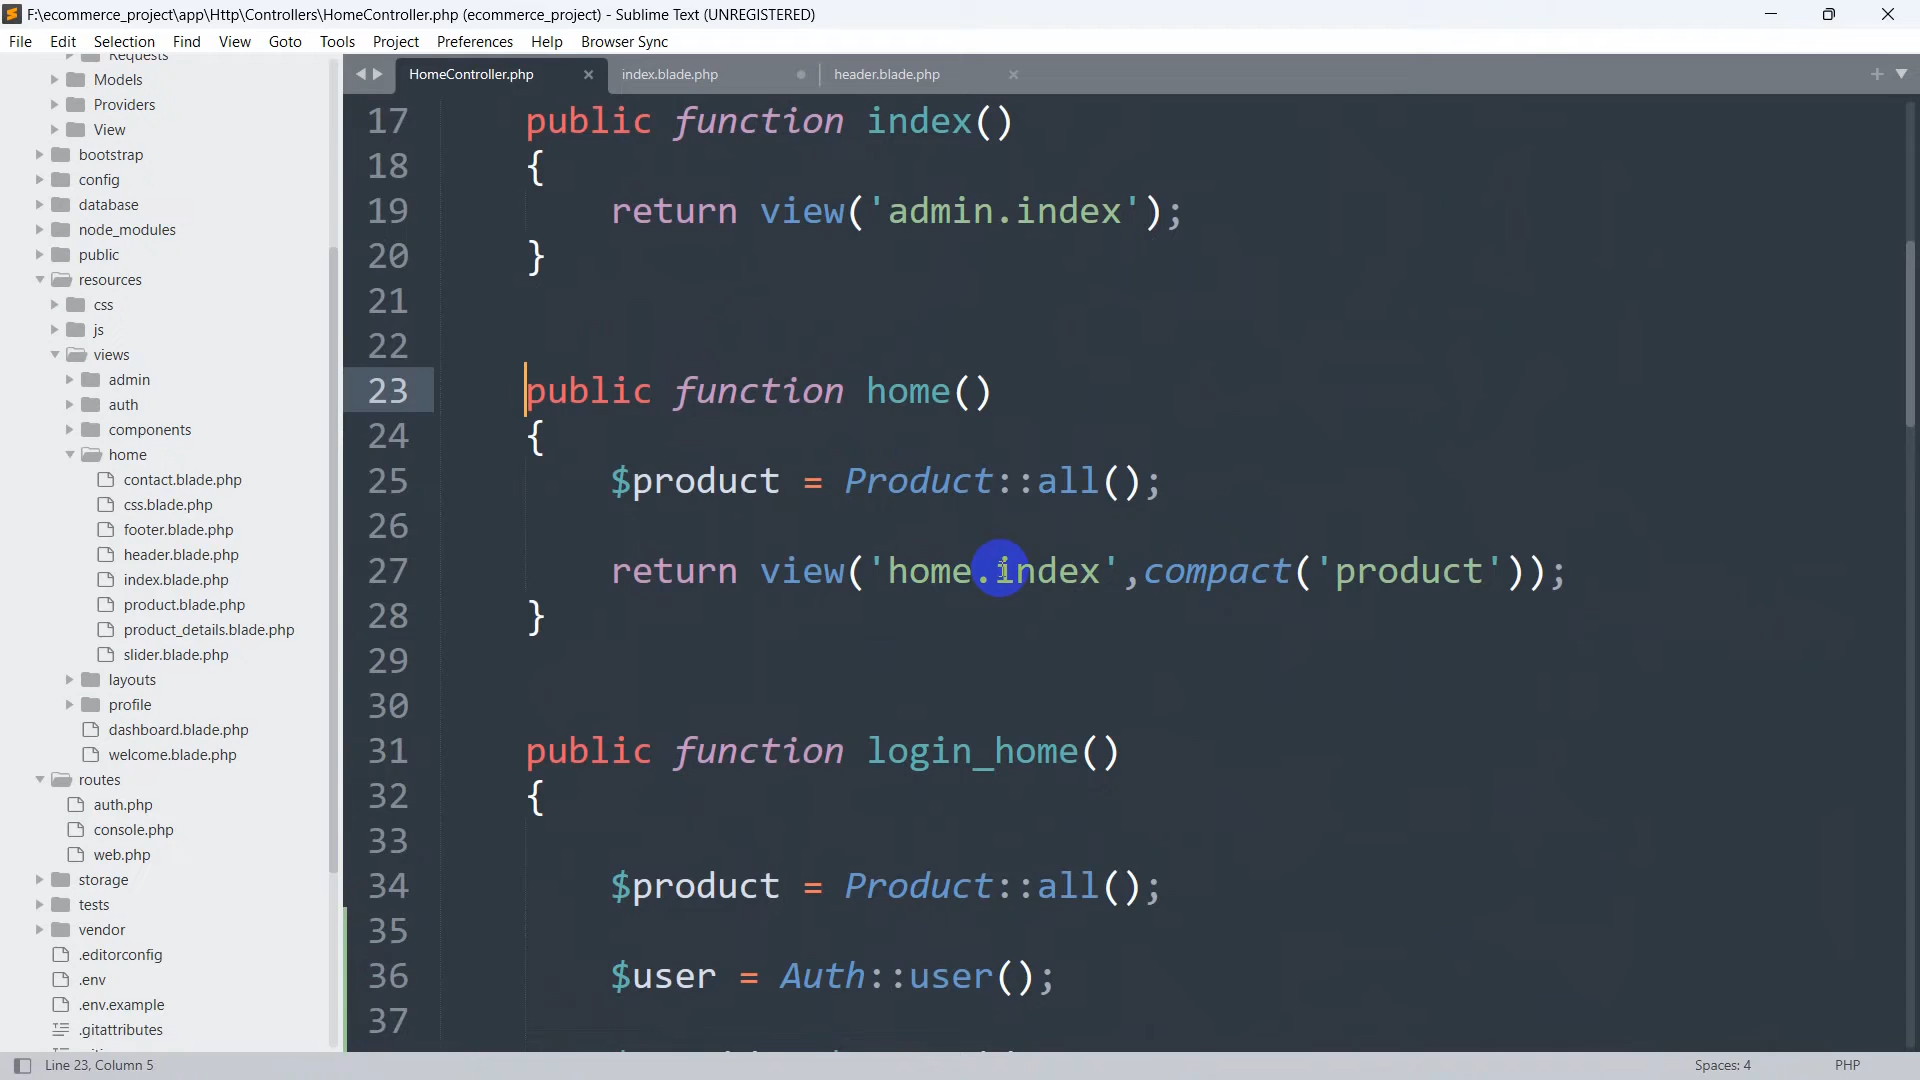 F:\ecommerce_project\app\Http\Controllers\HomeController.php (ecommerce_project) - Sublime Text (UNREGISTERED)
File Edit Selection Find View Goto Tools Project Preferences Help Browser Sync
Requests
Models
Providers
View
bootstrap
config
database
node_modules
public
resources
css
js
views
admin
auth
components
home
contact.blade.php
css.blade.php
footer.blade.php
header.blade.php
index.blade.php
product.blade.php
product_details.blade.php
slider.blade.php
layouts
profile
dashboard.blade.php
welcome.blade.php
routes
auth.php
console.php
web.php
storage
tests
vendor
.editorconfig
.env
.env.example
.gitattributes
HomeController.php index.blade.php header.blade.php
17 public function index()
18 {
19 return view('admin.index');
20 }
21
22
23 public function home()
24 {
25 $product = Product::all();
26
27 return view('home.index',compact('product'));
28 }
29
30
31 public function login_home()
32 {
33
34 $product = Product::all();
35
36 $user = Auth::user();
37
Line 23, Column 5
Spaces: 4 PHP